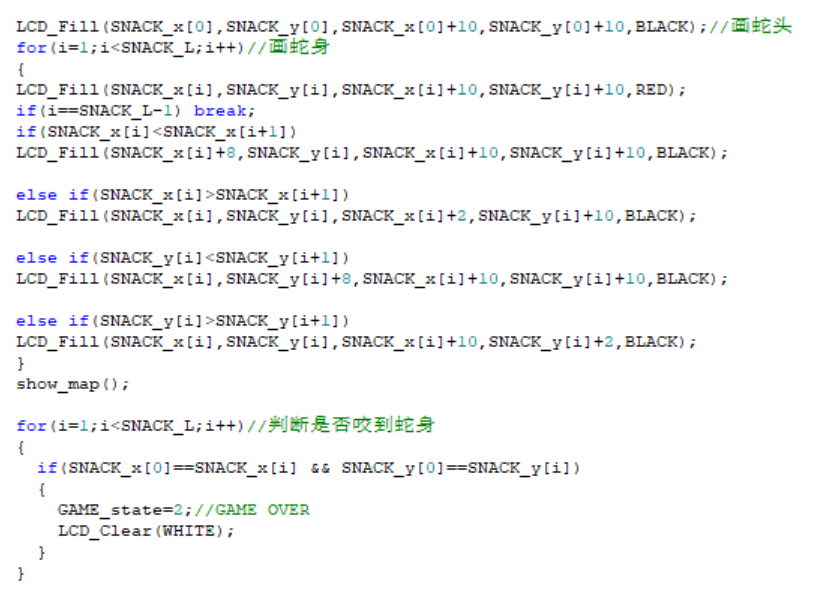 LCD_Fill(SNACK_x[0],SNACK_y[0],SNACK_x[0]+10,SNACK_y[0]+10,BLACK);//画蛇头
for(i=1;i<SNACK_L;i++)//画蛇身
{
LCD_Fill(SNACK_x[i],SNACK_y[i],SNACK_x[i]+10,SNACK_y[i]+10,RED);
if(i==SNACK_L-1) break;
if(SNACK_x[i]<SNACK_x[i+1])
LCD_Fill(SNACK_x[i]+8,SNACK_y[i],SNACK_x[i]+10,SNACK_y[i]+10,BLACK);

else if(SNACK_x[i]>SNACK_x[i+1])
LCD_Fill(SNACK_x[i],SNACK_y[i],SNACK_x[i]+2,SNACK_y[i]+10,BLACK);

else if(SNACK_y[i]<SNACK_y[i+1])
LCD_Fill(SNACK_x[i],SNACK_y[i]+8,SNACK_x[i]+10,SNACK_y[i]+10,BLACK);

else if(SNACK_y[i]>SNACK_y[i+1])
LCD_Fill(SNACK_x[i],SNACK_y[i],SNACK_x[i]+10,SNACK_y[i]+2,BLACK);
}
show_map();

for(i=1;i<SNACK_L;i++)//判断是否咬到蛇身
{
  if(SNACK_x[0]==SNACK_x[i] && SNACK_y[0]==SNACK_y[i])
  {
    GAME_state=2;//GAME OVER
    LCD_Clear(WHITE);
  }
}